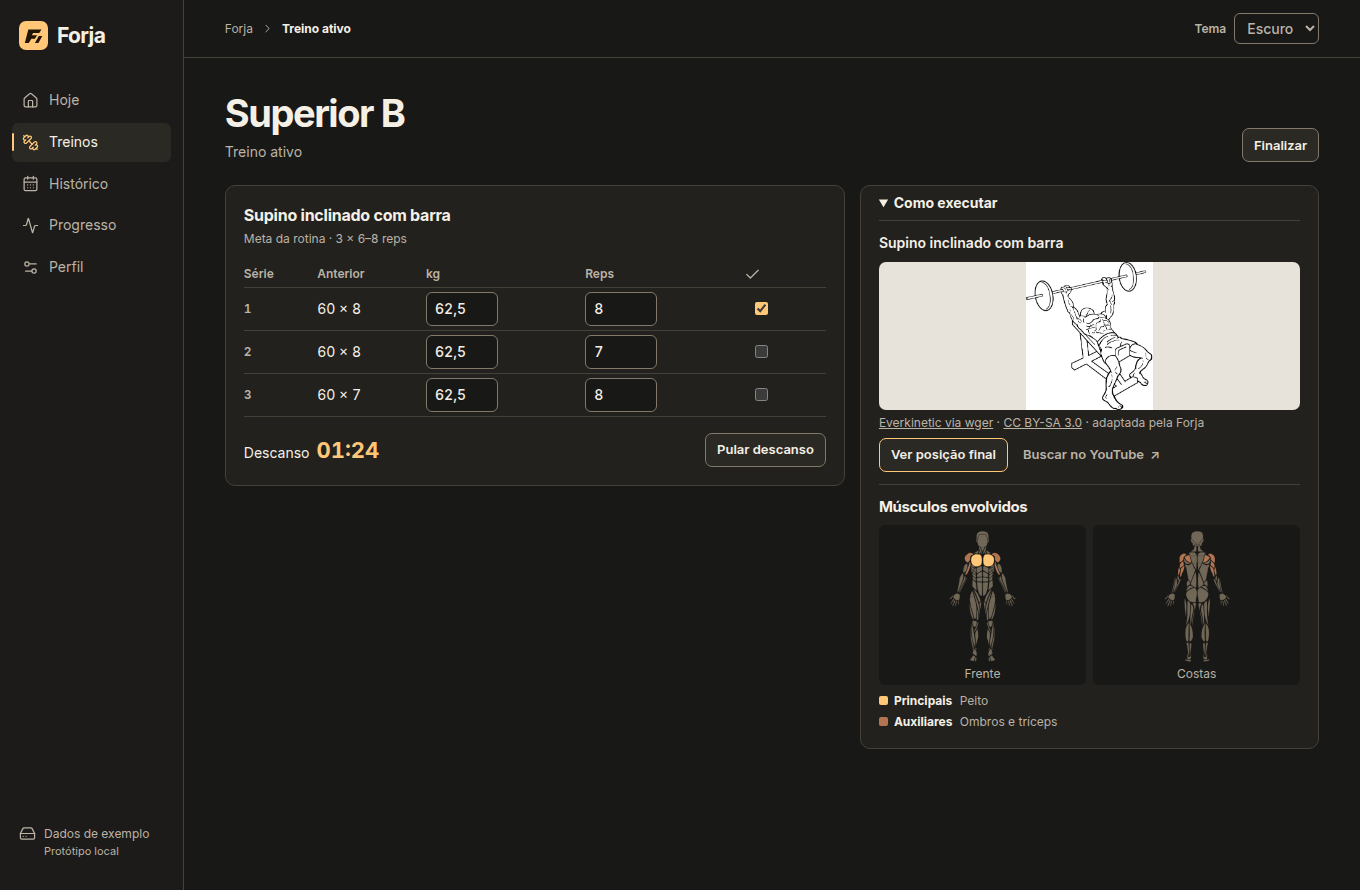 Forja
Hoje
Treinos
Histórico
Progresso
Perfil
Dados de exemplo
Protótipo local
Forja > Treino ativo
Tema Escuro
Superior B
Treino ativo
Finalizar
Supino inclinado com barra
Meta da rotina · 3 × 6–8 reps
Série Anterior kg Reps ✓
1 60 × 8 62,5 8
2 60 × 8 62,5 7
3 60 × 7 62,5 8
Descanso 01:24 Pular descanso
▼ Como executar
Supino inclinado com barra
Everkinetic via wger · CC BY-SA 3.0 · adaptada pela Forja
Ver posição final Buscar no YouTube ↗
Músculos envolvidos
Frente Costas
Principais Peito
Auxiliares Ombros e tríceps